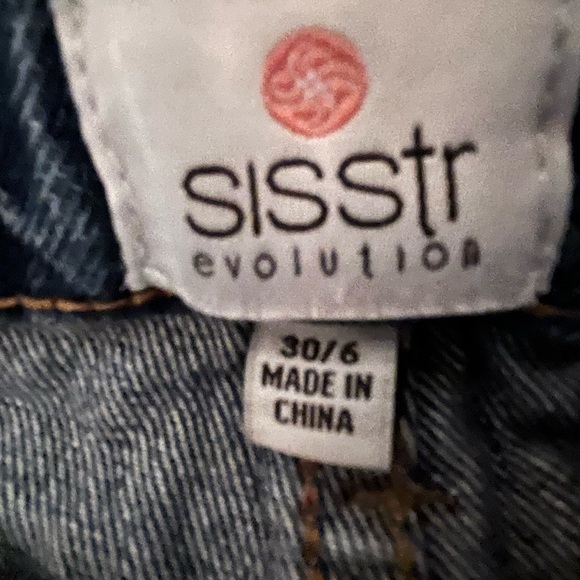 sisstr
evolution
30/6
MADE IN
CHINA